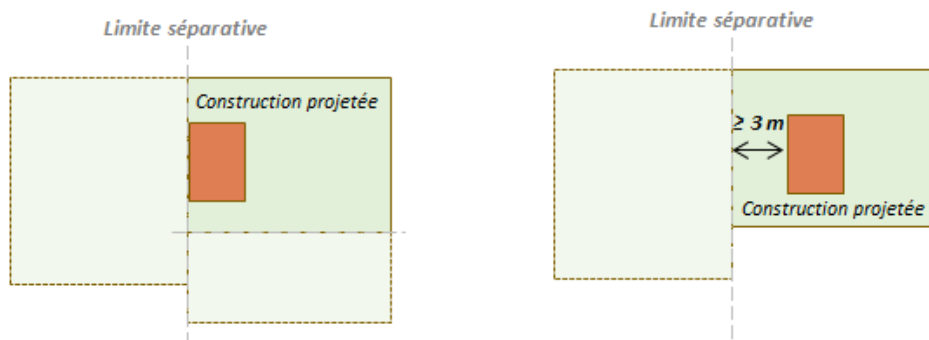 Limite séparative
Construction projetée
Limite séparative
≥ 3 m
Construction projetée